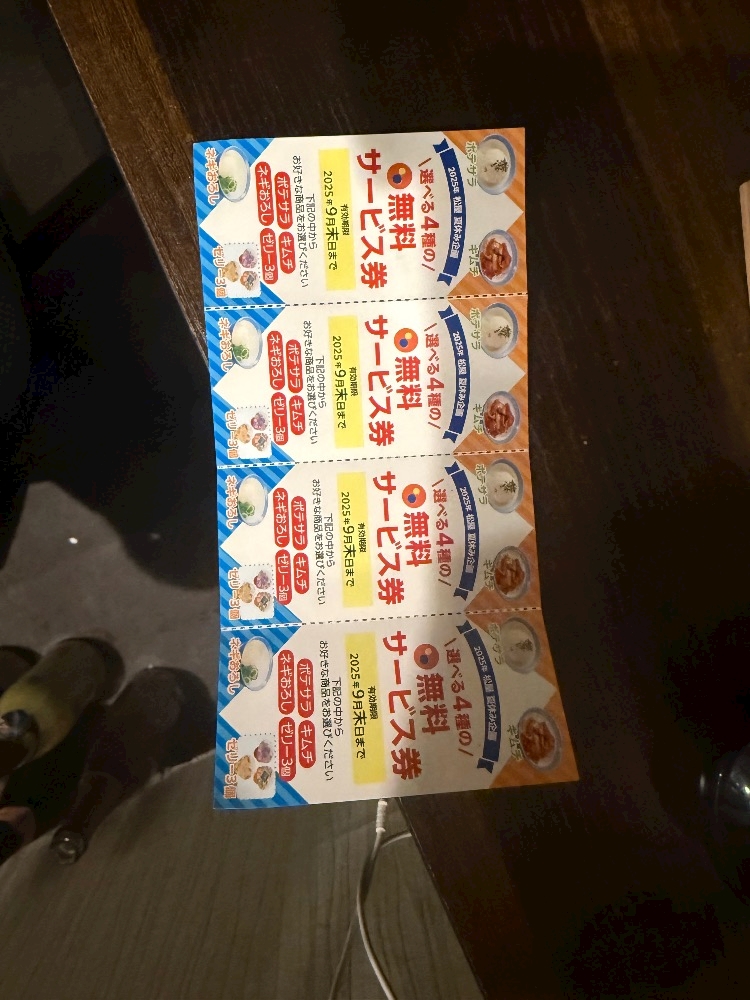 ポテサラ
キムチ
2025年 松屋 夏休み企画
\選べる4種の/
無料
サービス券
有効期限
2025年9月末日まで
下記の中から
お好きな商品をお選びください
ポテサラ キムチ
ネギおろし ゼリー3個
ネギおろし
ゼリー3個
ポテサラ
キムチ
2025年 松屋 夏休み企画
\選べる4種の/
無料
サービス券
有効期限
2025年9月末日まで
下記の中から
お好きな商品をお選びください
ポテサラ キムチ
ネギおろし ゼリー3個
ネギおろし
ゼリー3個
ポテサラ
キムチ
2025年 松屋 夏休み企画
\選べる4種の/
無料
サービス券
有効期限
2025年9月末日まで
下記の中から
お好きな商品をお選びください
ポテサラ キムチ
ネギおろし ゼリー3個
ネギおろし
ゼリー3個
ポテサラ
キムチ
2025年 松屋 夏休み企画
\選べる4種の/
無料
サービス券
有効期限
2025年9月末日まで
下記の中から
お好きな商品をお選びください
ポテサラ キムチ
ネギおろし ゼリー3個
ネギおろし
ゼリー3個